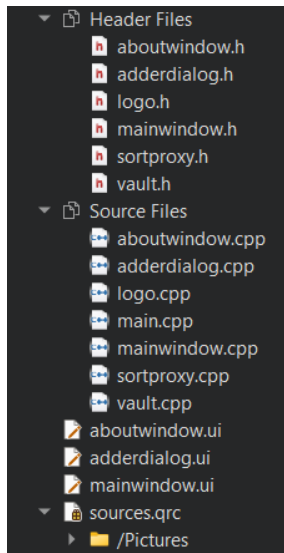 Header Files
aboutwindow.h
adderdialog.h
logo.h
mainwindow.h
sortproxy.h
vault.h
Source Files
aboutwindow.cpp
adderdialog.cpp
logo.cpp
main.cpp
mainwindow.cpp
sortproxy.cpp
vault.cpp
aboutwindow.ui
adderdialog.ui
mainwindow.ui
sources.qrc
/Pictures